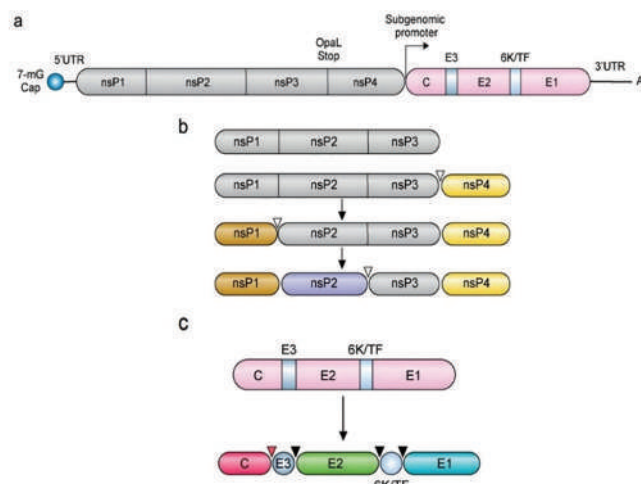 a
Subgenomic
promoter
OpaL
Stop
5'UTR
7-mG
Cap
nsP1 nsP2 nsP3 nsP4 C E3 E2 6K/TF E1
3'UTR
A
b
nsP1 nsP2 nsP3
nsP1 nsP2 nsP3 nsP4
nsP1 nsP2 nsP3 nsP4
nsP1 nsP2 nsP3 nsP4
c
E3 6K/TF
C E2 E1
C E3 E2 E1
6K/TF